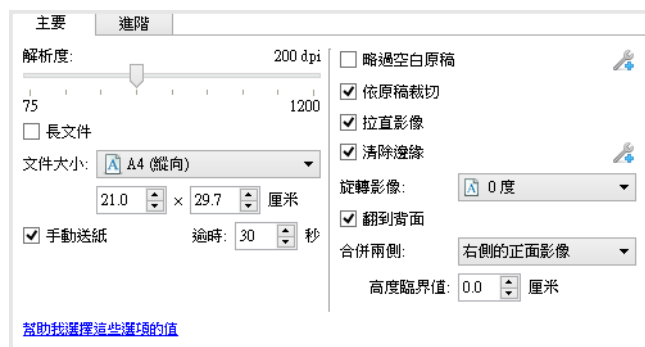 主要 進階
解析度: 200 dpi
75 1200
長文件
文件大小: A4 (縱向)
21.0 × 29.7 厘米
手動送紙 逾時: 30 秒
幫助我選擇這些選項的值
略過空白原稿
依原稿裁切
拉直影像
清除邊緣
旋轉影像: 0 度
翻到背面
合併兩側: 右側的正面影像
高度臨界值: 0.0 厘米